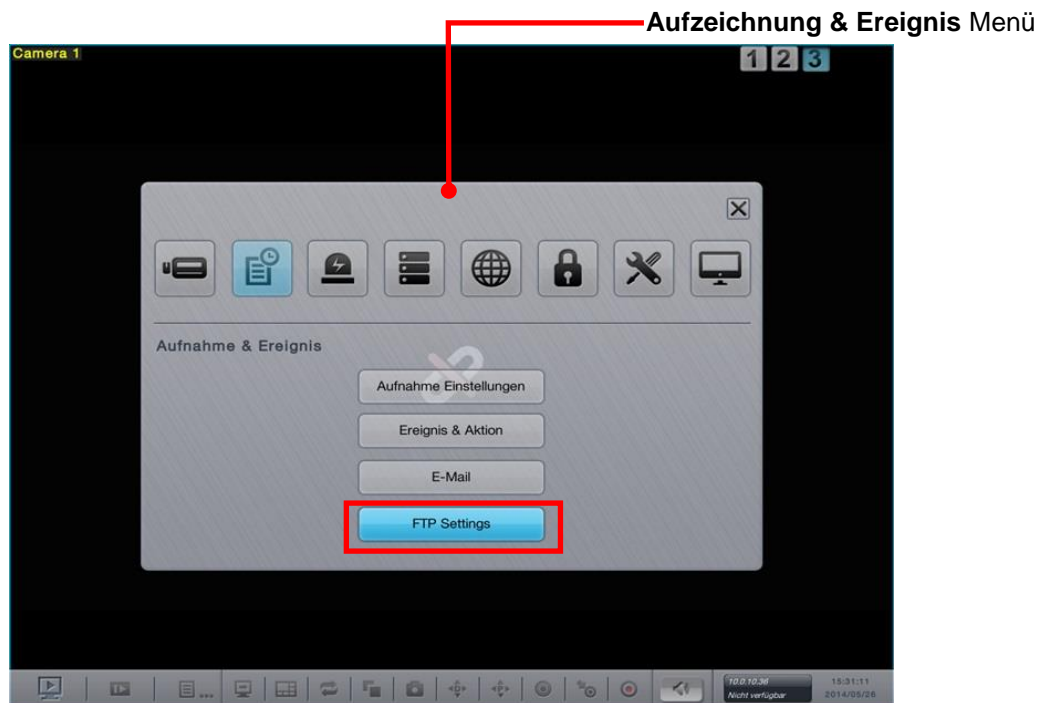 Aufzeichnung & Ereignis Menü
Camera 1
1 2 3
Aufnahme & Ereignis
Aufnahme Einstellungen
Ereignis & Aktion
E-Mail
FTP Settings
10.0.10.36
Nicht verfügbar
15:31:11
2014/05/26